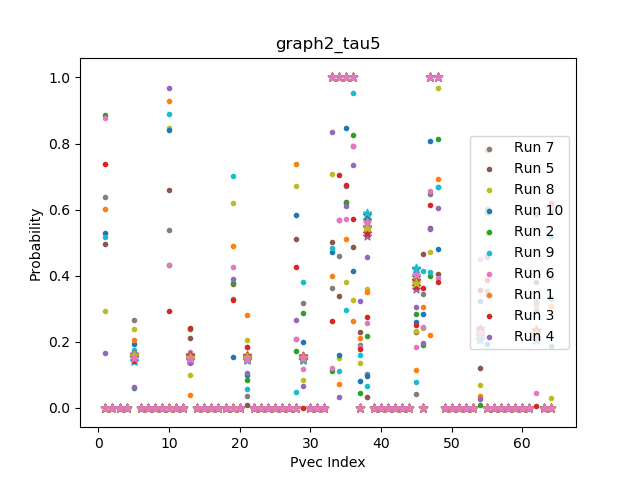 graph2_tau5
1.0
0.8
0.6
0.4
0.2
0.0
Probability
0
10
20
30
40
50
60
Pvec Index
Run 7
Run 5
Run 8
Run 10
Run 2
Run 9
Run 6
Run 1
Run 3
Run 4